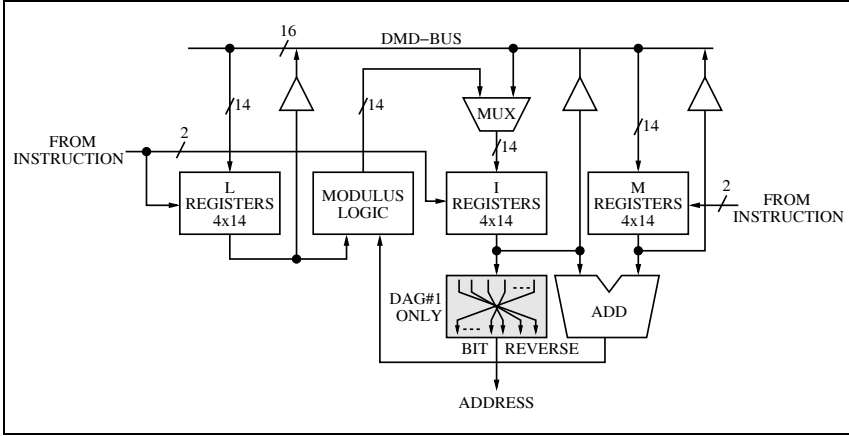 16
DMD−BUS
14
14
MUX
14
14
FROM
INSTRUCTION
2
L
REGISTERS
4x14
MODULUS
LOGIC
I
REGISTERS
4x14
M
REGISTERS
4x14
2
FROM
INSTRUCTION
DAG#1
ONLY
ADD
BIT REVERSE
ADDRESS